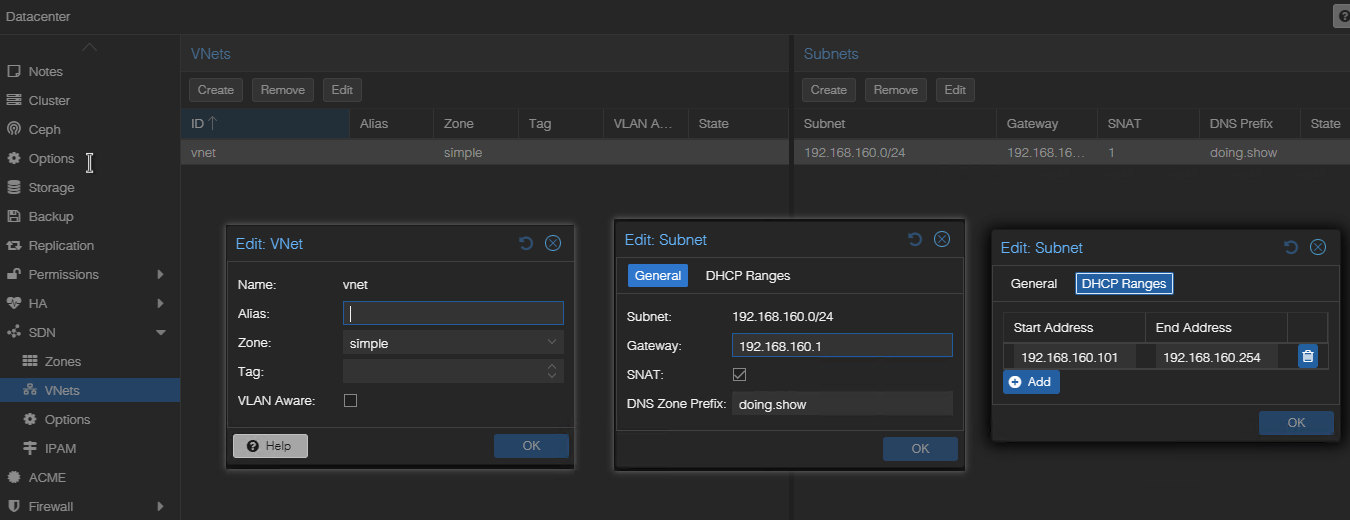 Datacenter
Notes
Cluster
Ceph
Options
Storage
Backup
Replication
Permissions
HA
SDN
Zones
VNets
Options
IPAM
ACME
Firewall
VNets
Create Remove Edit
ID Alias Zone Tag VLAN A... State
vnet simple
Subnets
Create Remove Edit
Subnet Gateway SNAT DNS Prefix State
192.168.160.0/24 192.168.16... 1 doing.show
Edit: VNet
Name: vnet
Alias:
Zone: simple
Tag:
VLAN Aware:
? Help OK
Edit: Subnet
General DHCP Ranges
Subnet: 192.168.160.0/24
Gateway: 192.168.160.1
SNAT:
DNS Zone Prefix: doing.show
OK
Edit: Subnet
General DHCP Ranges
Start Address End Address
192.168.160.101 192.168.160.254
Add
OK